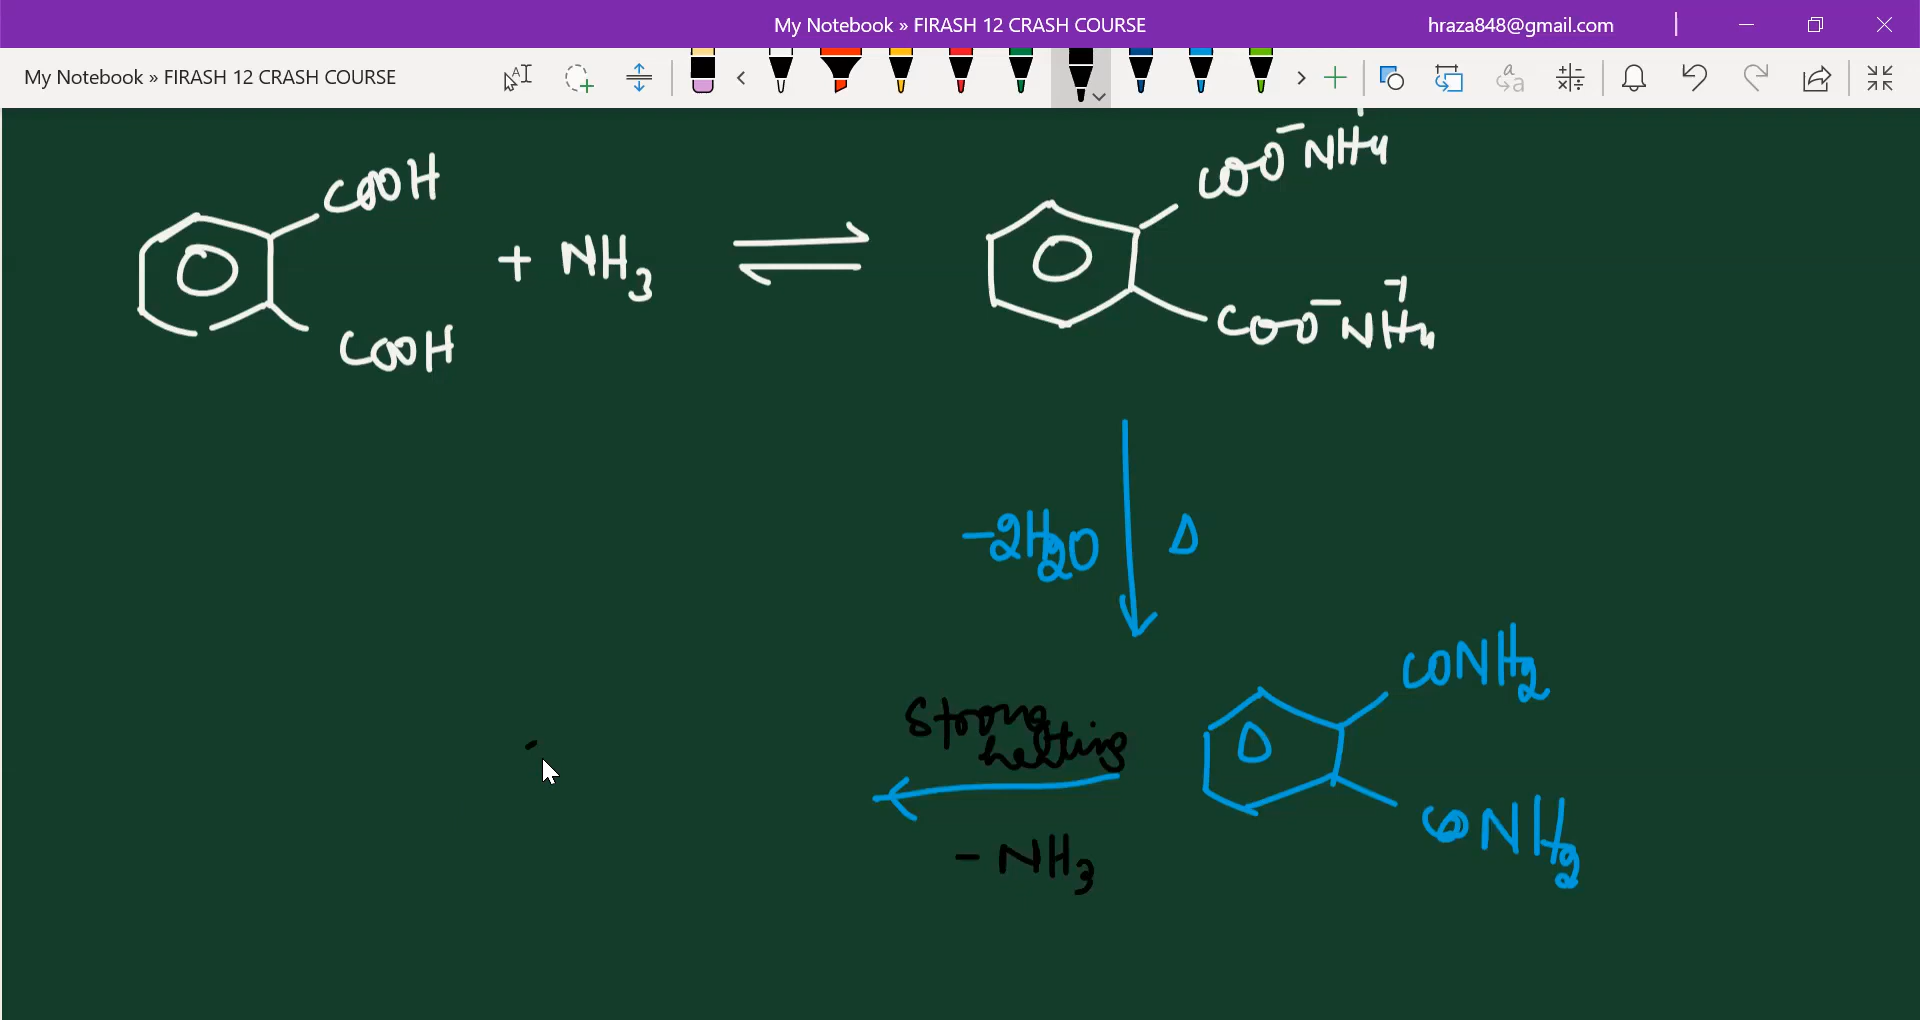 My Notebook » FIRASH 12 CRASH COURSE
hraza848@gmail.com
My Notebook » FIRASH 12 CRASH COURSE
COOH
COOH
+ NH3
⇌
COO⁻ NH4⁺
COO⁻ NH4⁺
-2H2O
Δ
CONH2
CONH2
Strong
heating
- NH3